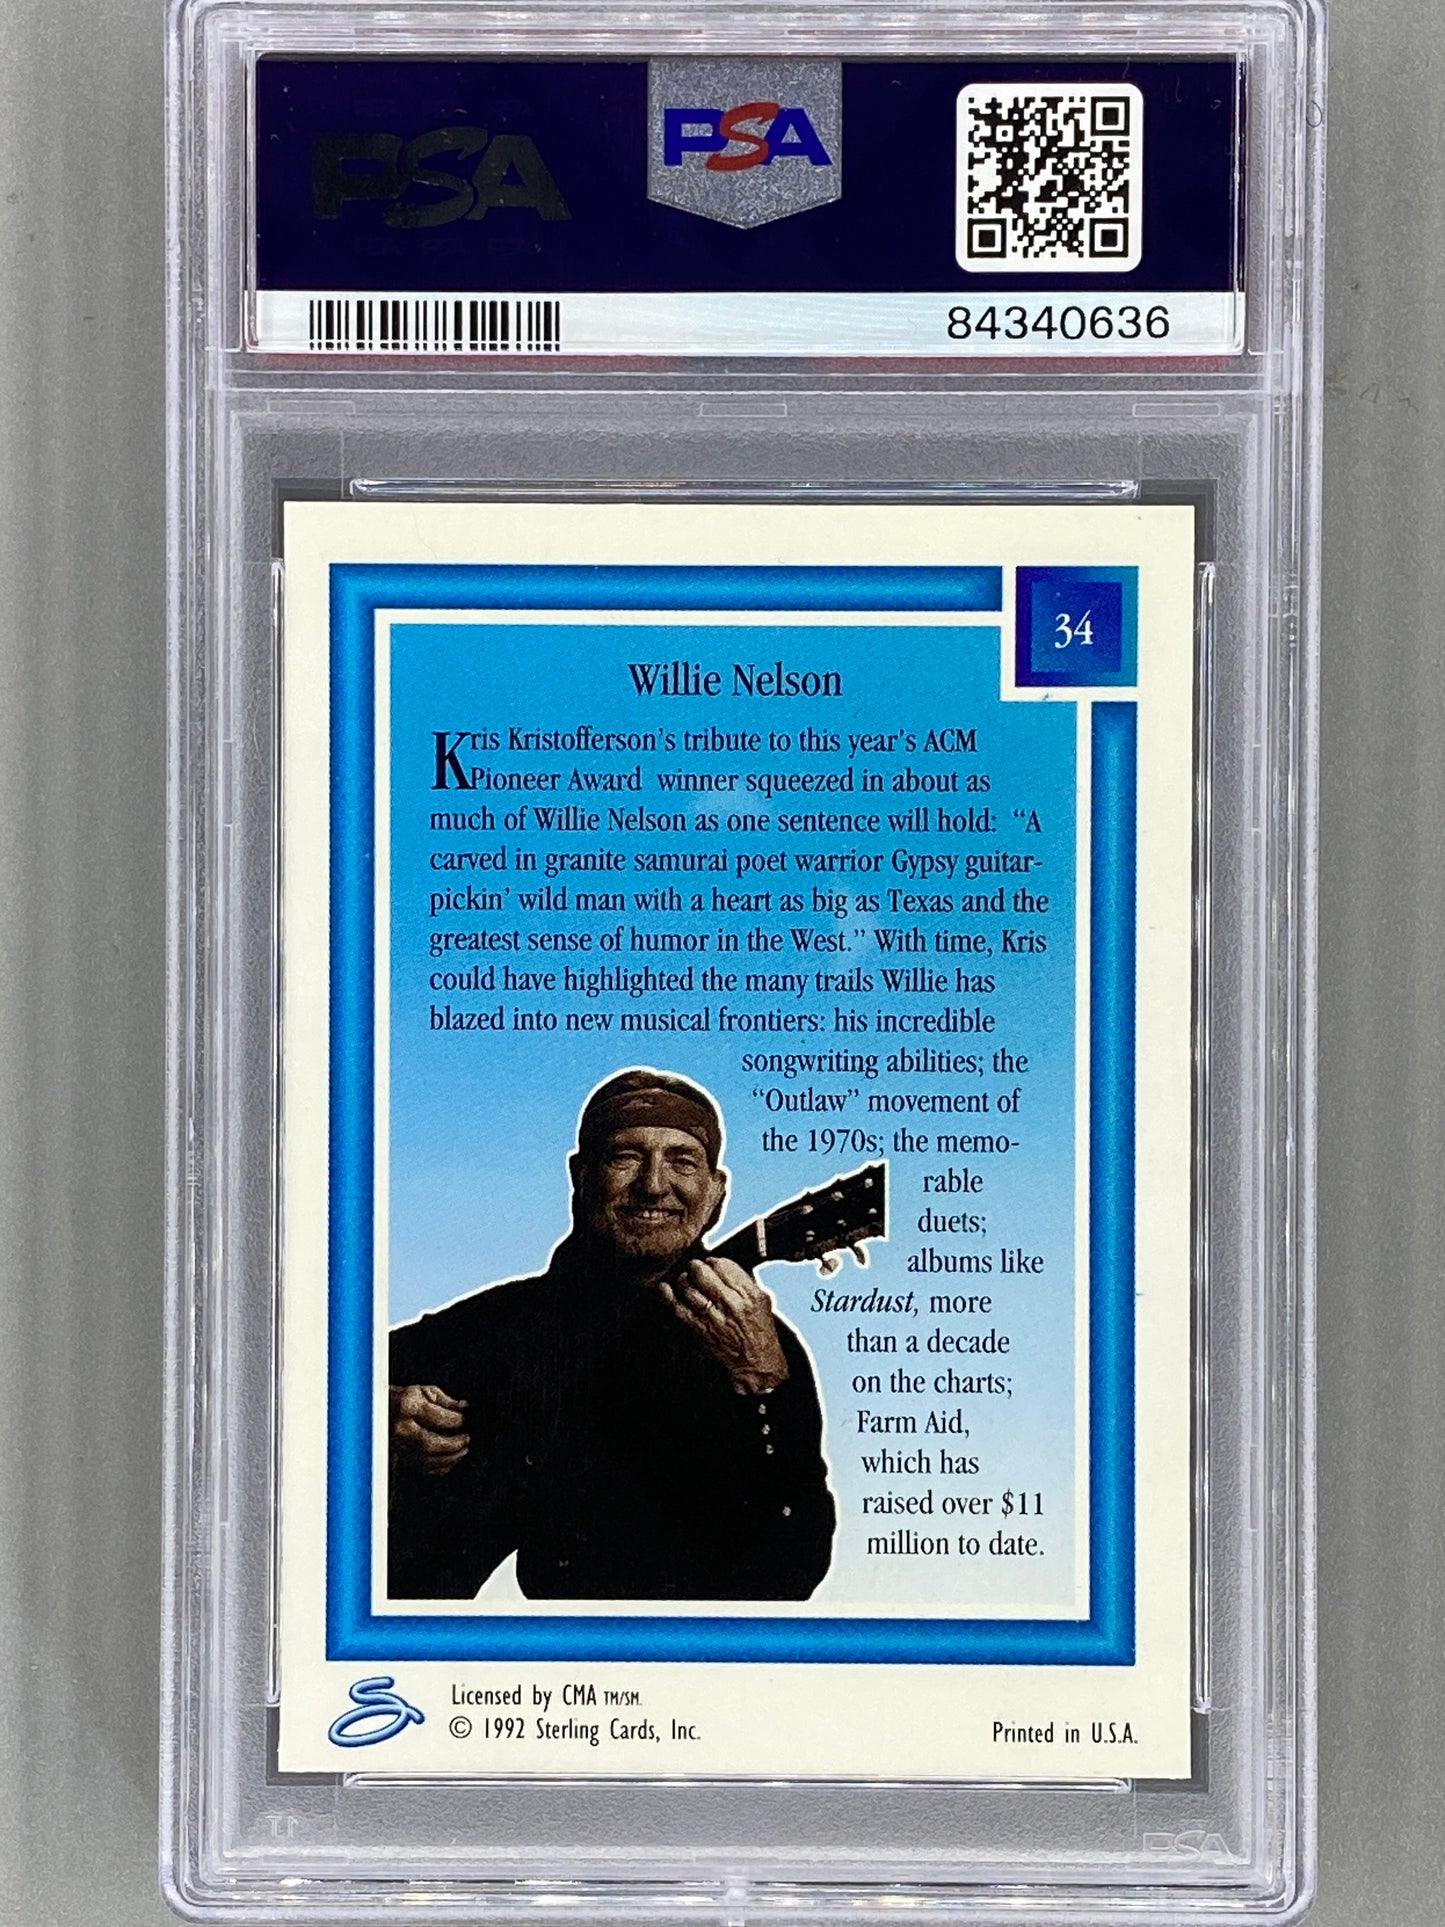 PSA
PSA
84340636
34
Willie Nelson
Kris Kristofferson's tribute to this year's ACM
Pioneer Award winner squeezed in about as
much of Willie Nelson as one sentence will hold: “A
carved in granite samurai poet warrior Gypsy guitar-
pickin’ wild man with a heart as big as Texas and the
greatest sense of humor in the West.” With time, Kris
could have highlighted the many trails Willie has
blazed into new musical frontiers: his incredible
songwriting abilities; the
“Outlaw” movement of
the 1970s; the memo-
rable
duets;
albums like
Stardust, more
than a decade
on the charts;
Farm Aid,
which has
raised over $11
million to date.
Licensed by CMA TM/SM.
© 1992 Sterling Cards, Inc.
Printed in U.S.A.
PSA